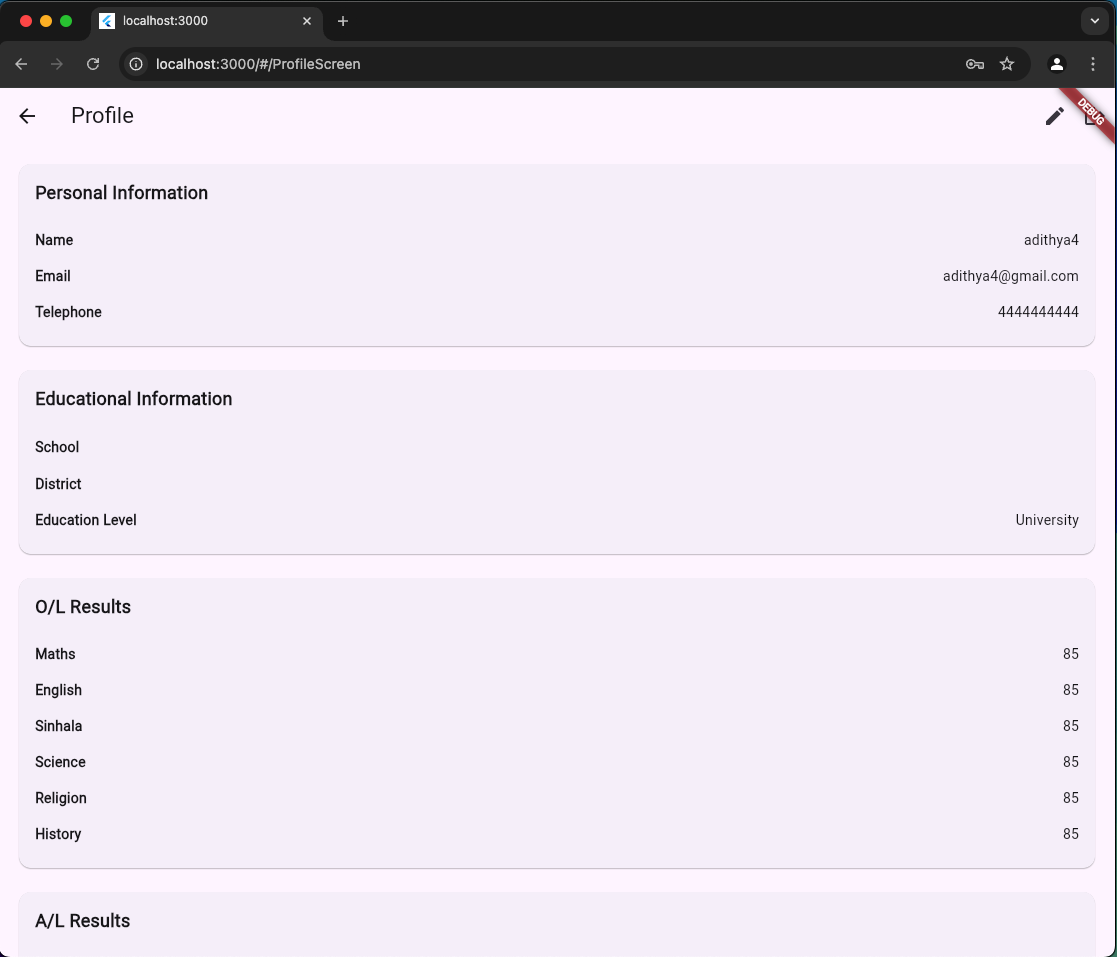 localhost:3000
localhost:3000/#/ProfileScreen
Profile
DEBUG
Personal Information
Name adithya4
Email adithya4@gmail.com
Telephone 4444444444
Educational Information
School
District
Education Level University
O/L Results
Maths 85
English 85
Sinhala 85
Science 85
Religion 85
History 85
A/L Results